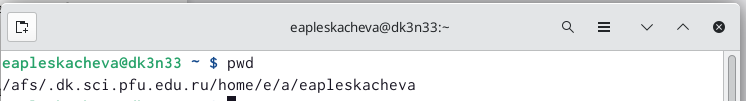 eapleskacheva@dk3n33:~
eapleskacheva@dk3n33 ~ $ pwd
/afs/.dk.sci.pfu.edu.ru/home/e/a/eapleskacheva